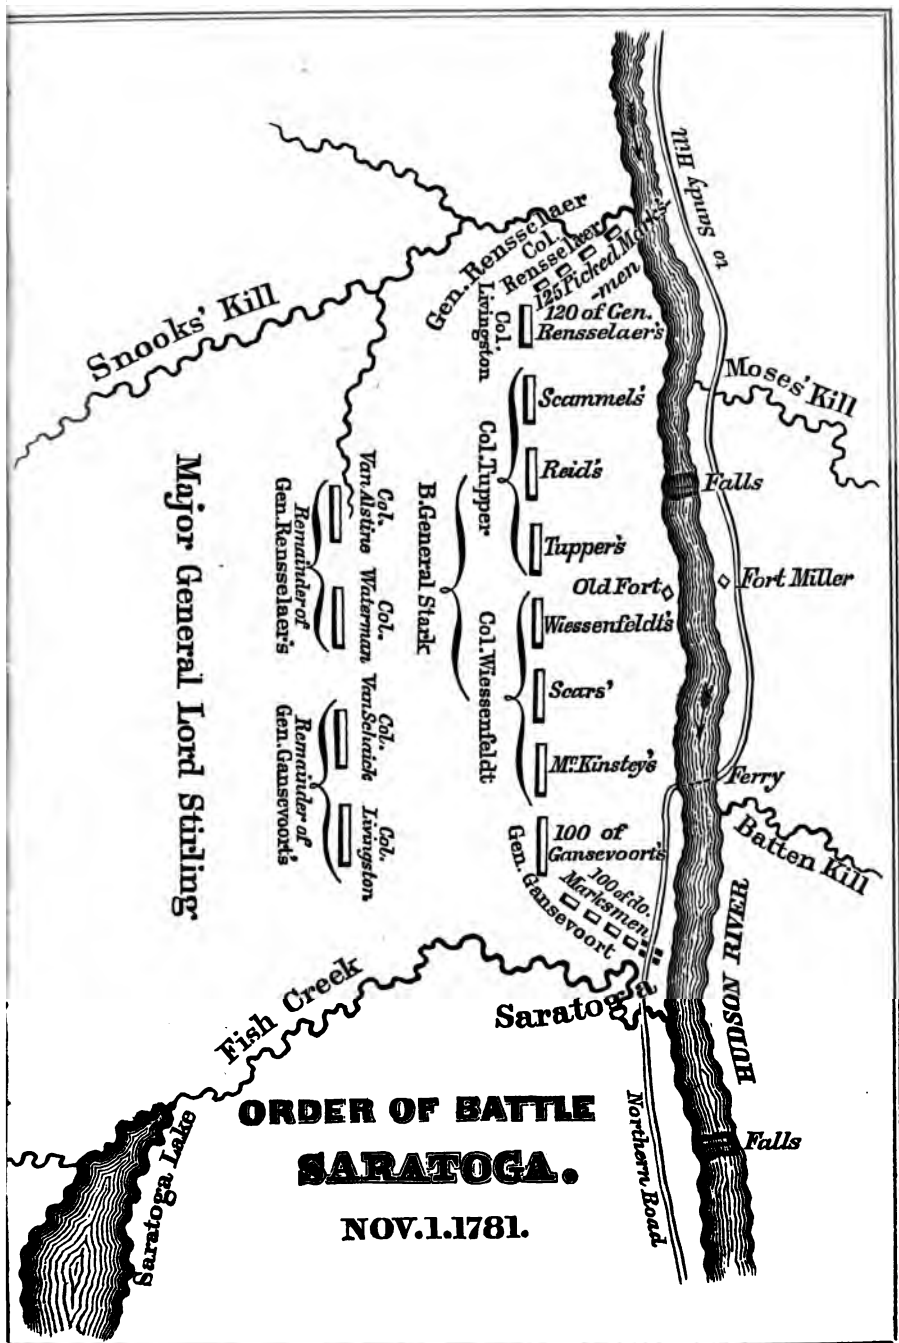 to Sandy Hill
Gen. Rensselaer
Col.
Rensselaer
125 Picked Marks-
-men
Snooks' Kill
Col.
Livingston
120 of Gen.
Rensselaer's
Moses' Kill
Scammel's
Col. Tupper
Reid's
Falls
Tupper's
B. General Stark
Old Fort
Fort Miller
Major General Lord Stirling
Col.
Van Alstine
Col.
Waterman
Remainder of
Gen. Rensselaer's
Wiessenfeldt's
Col. Wiessenfeldt
Scars'
Mc. Kinstey's
Col.
Van Schaick
Col.
Livingston
Remainder of
Gen. Gansevoort's
Ferry
Batten Kill
100 of
Gansevoort's
100 of do.
Marksmen
Gen. Gansevoort
HUDSON RIVER
Fish Creek
Saratoga
Saratoga Lake
Northern Road
Falls
ORDER OF BATTLE
SARATOGA.
NOV. 1. 1781.